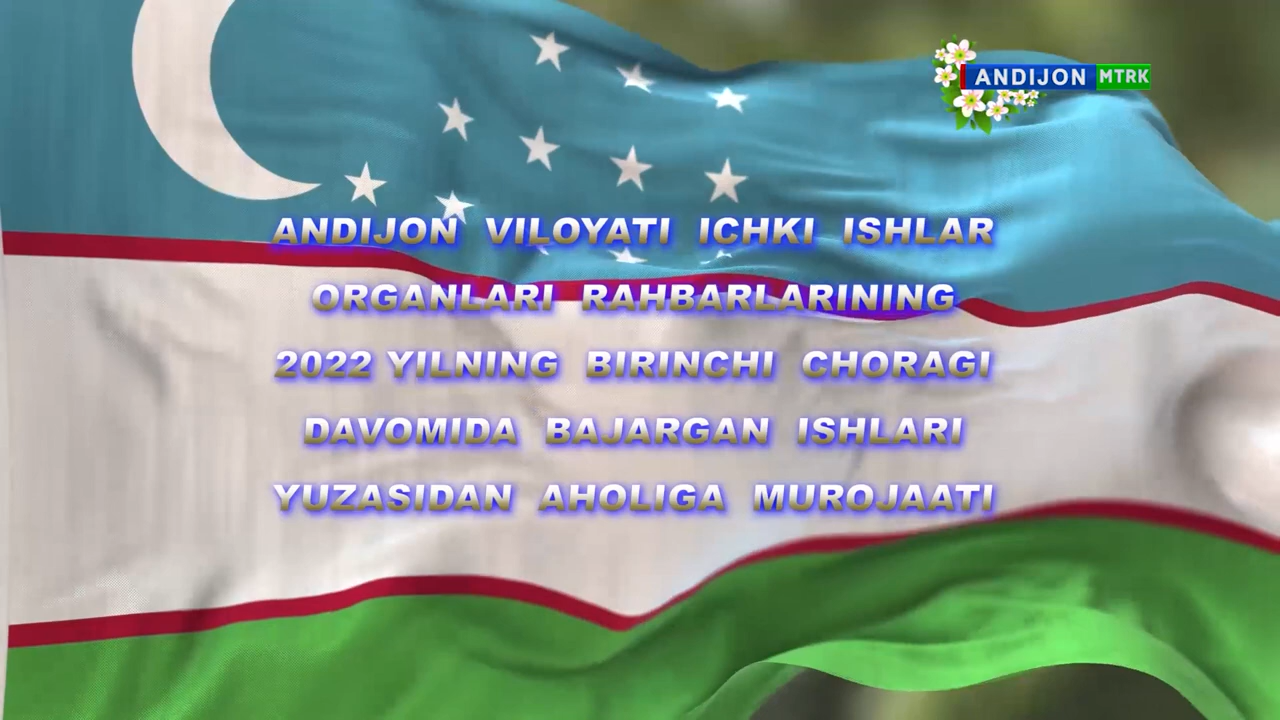 ANDIJON MTRK
ANDIJON VILOYATI ICHKI ISHLAR
ORGANLARI RAHBARLARINING
2022 YILNING BIRINCHI CHORAGI
DAVOMIDA BAJARGAN ISHLARI
YUZASIDAN AHOLIGA MUROJAATI